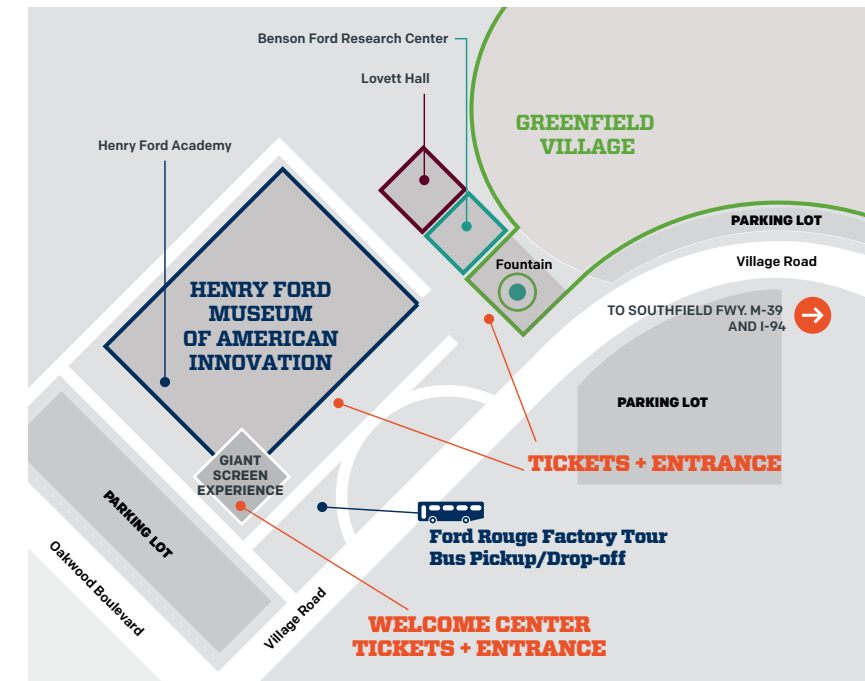 Benson Ford Research Center
Lovett Hall
GREENFIELD
VILLAGE
Henry Ford Academy
PARKING LOT
Village Road
Fountain
HENRY FORD
MUSEUM
OF AMERICAN
INNOVATION
TO SOUTHFIELD FWY. M-39
AND I-94
PARKING LOT
GIANT
SCREEN
EXPERIENCE
TICKETS + ENTRANCE
PARKING LOT
Oakwood Boulevard
Ford Rouge Factory Tour
Bus Pickup/Drop-off
Village Road
WELCOME CENTER
TICKETS + ENTRANCE